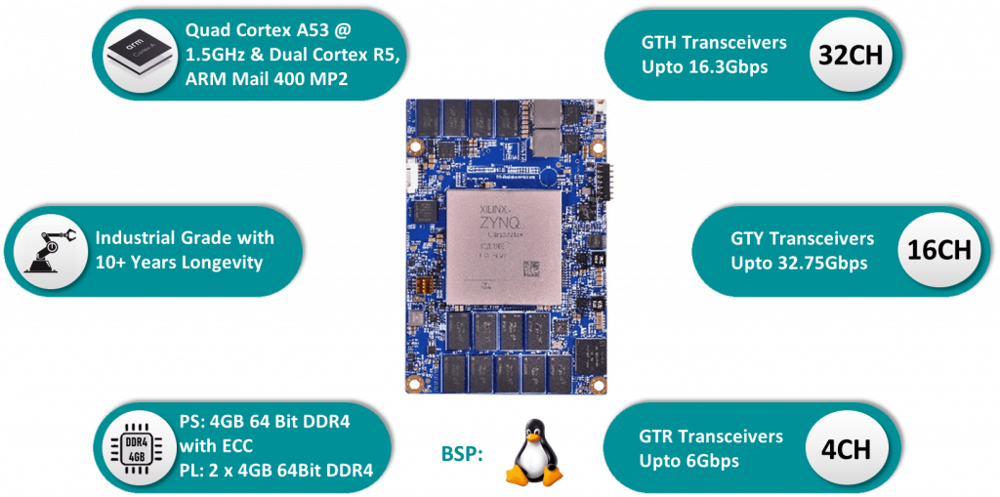 arm
Cortex-A
Quad Cortex A53 @
1.5GHz & Dual Cortex R5,
ARM Mail 400 MP2
GTH Transceivers
Upto 16.3Gbps
32CH
XILINX
ZYNQ
UltraScale+
Industrial Grade with
10+ Years Longevity
GTY Transceivers
Upto 32.75Gbps
16CH
DDR4
4GB
PS: 4GB 64 Bit DDR4
with ECC
PL: 2 x 4GB 64Bit DDR4
BSP:
GTR Transceivers
Upto 6Gbps
4CH